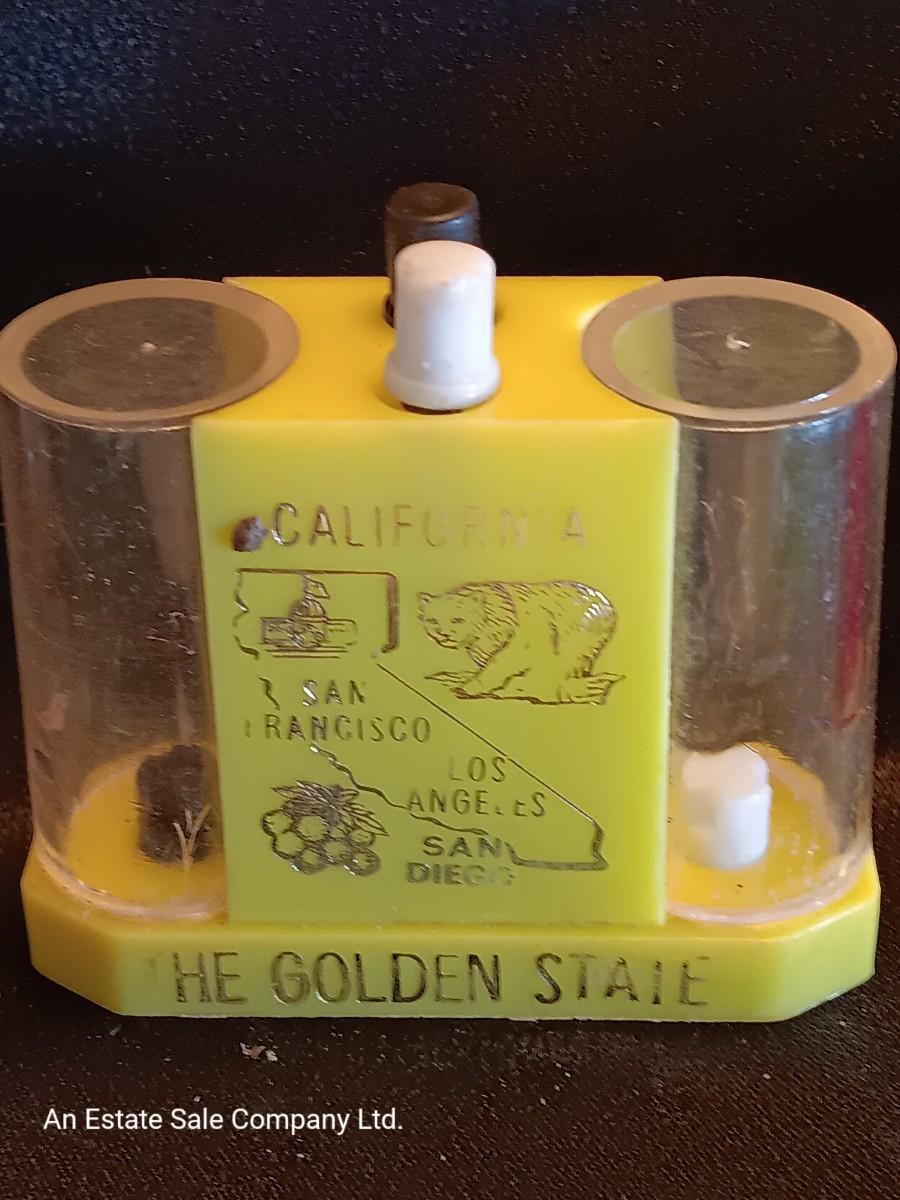 CALIFORNIA
SAN
FRANCISCO
LOS
ANGELES
SAN
DIEGO
THE GOLDEN STATE
An Estate Sale Company Ltd.